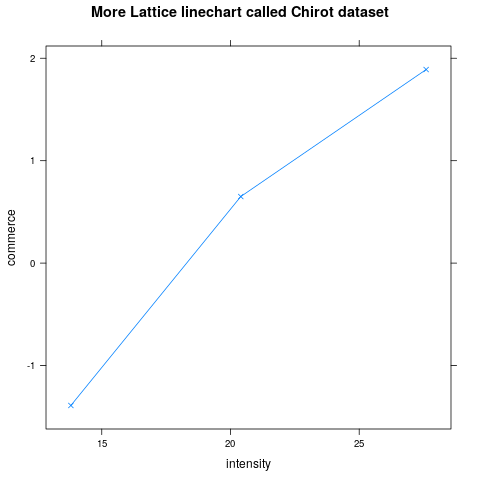 More Lattice linechart called Chirot dataset
2
1
0
-1
commerce
15 20 25
intensity